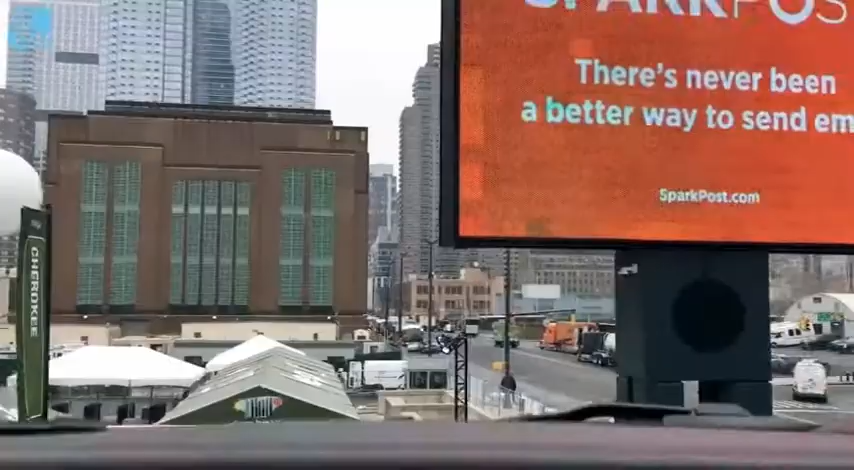 SPARKPOS
There's never been
a better way to send em
SparkPost.com
CHEROKEE